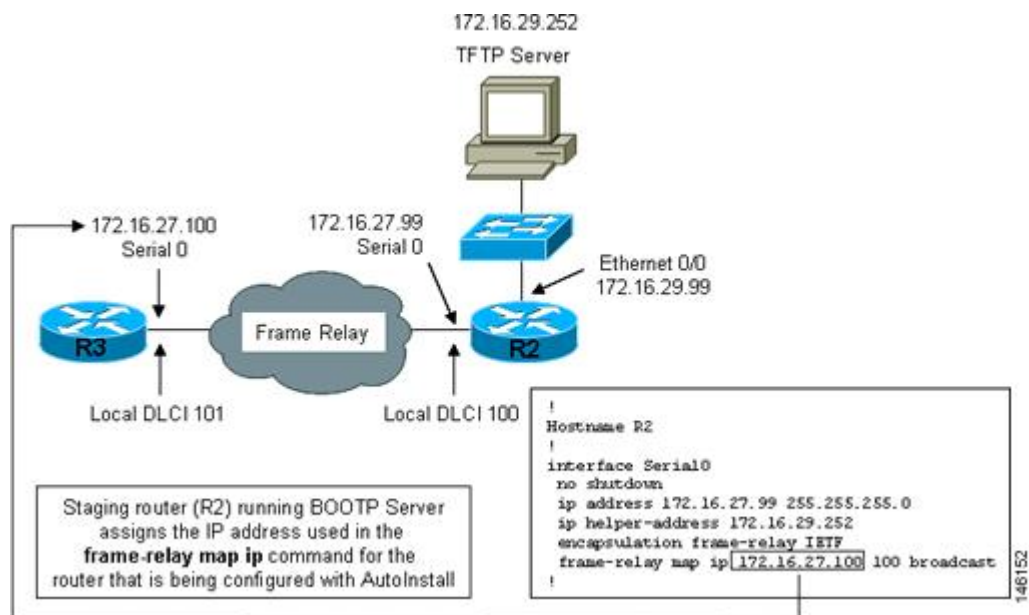 172.16.29.252
TFTP Server
172.16.27.100
Serial 0
172.16.27.99
Serial 0
Ethernet 0/0
172.16.29.99
R3
Frame Relay
R2
Local DLCI 101
Local DLCI 100
Staging router (R2) running BOOTP Server
assigns the IP address used in the
frame-relay map ip command for the
router that is being configured with AutoInstall
!
Hostname R2
!
interface Serial0
no shutdown
ip address 172.16.27.99 255.255.255.0
ip helper-address 172.16.29.252
encapsulation frame-relay IETF
frame-relay map ip 172.16.27.100 100 broadcast
!
146152